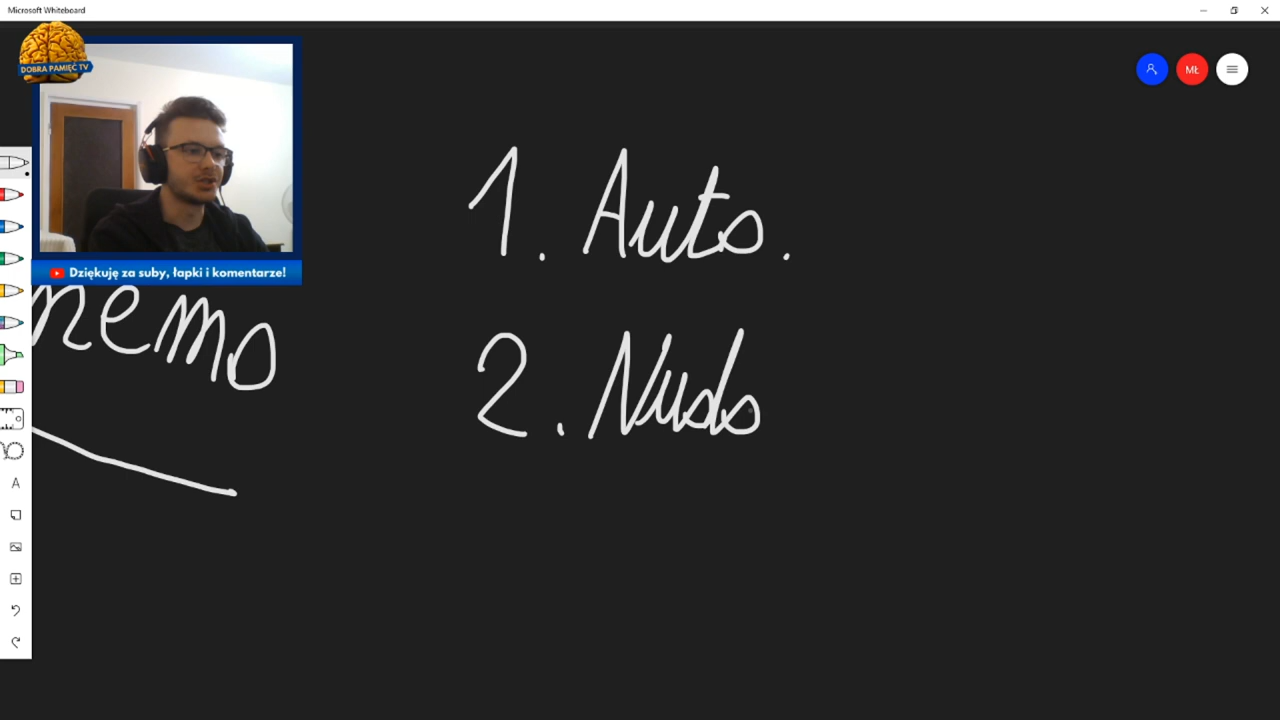 Microsoft Whiteboard
DOBRA PAMIĘĆ TV
MŁ
Dziękuję za suby, łapki i komentarze!
1. Auto.
nemo
2. Nudo
A